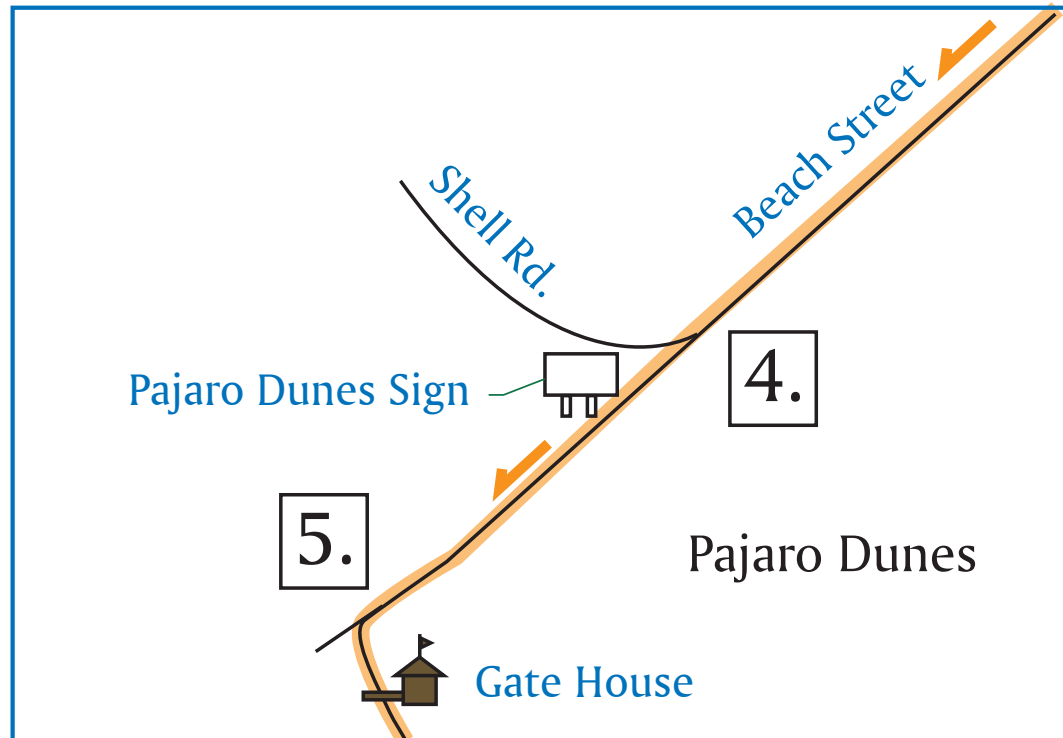 Beach Street
Shell Rd.
Pajaro Dunes Sign
4.
5.
Pajaro Dunes
Gate House